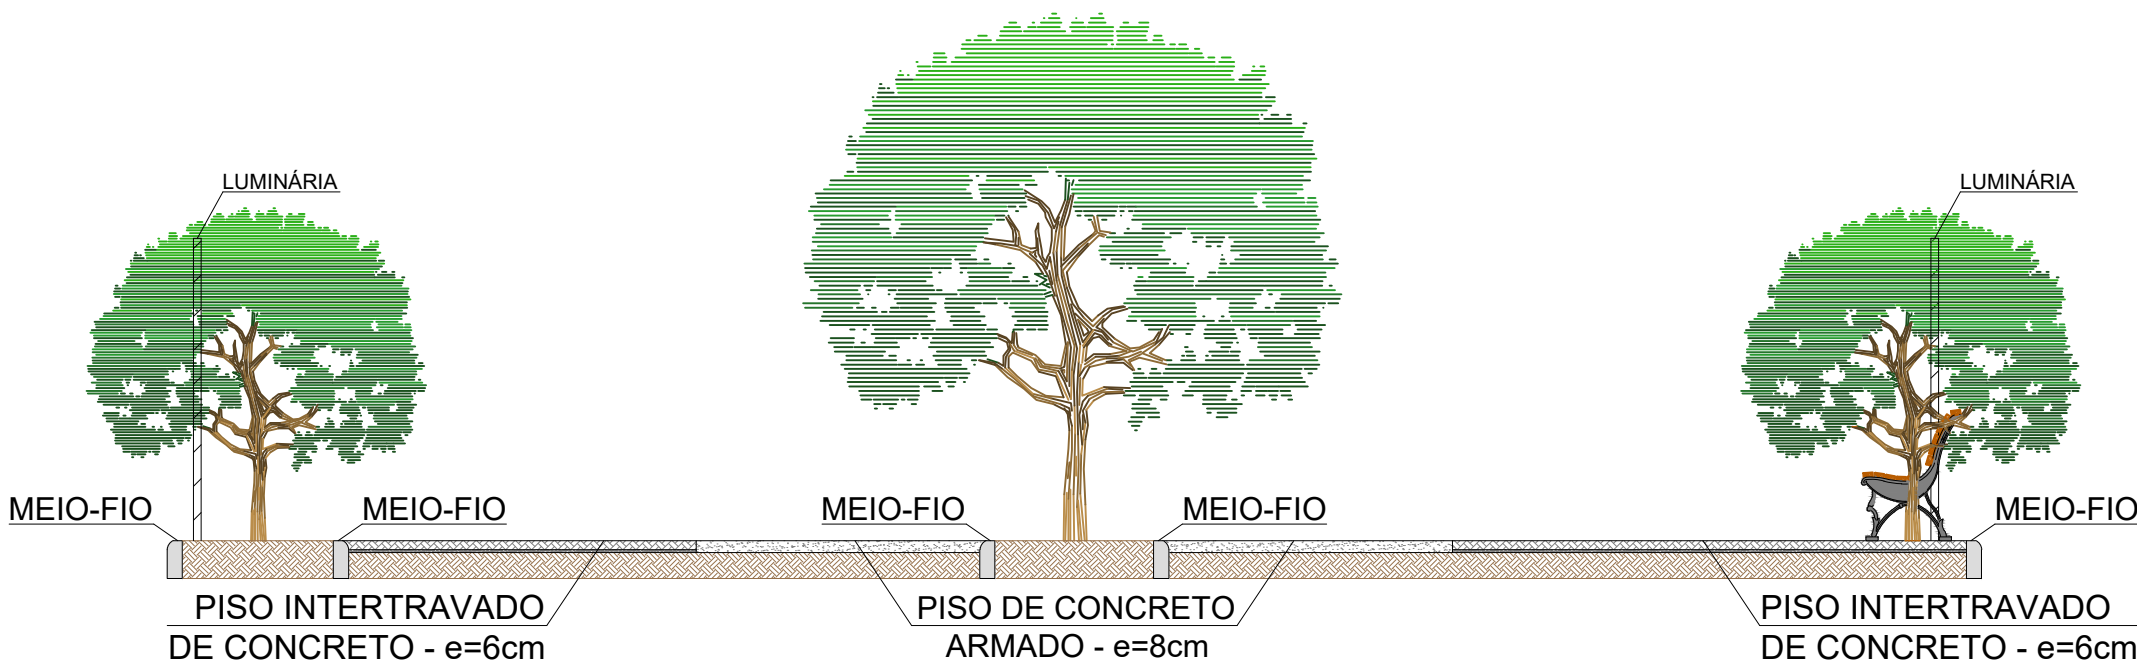 LUMINÁRIA
LUMINÁRIA
MEIO-FIO
MEIO-FIO
MEIO-FIO
MEIO-FIO
MEIO-FIO
PISO INTERTRAVADO
DE CONCRETO - e=6cm
PISO DE CONCRETO
ARMADO - e=8cm
PISO INTERTRAVADO
DE CONCRETO - e=6cm